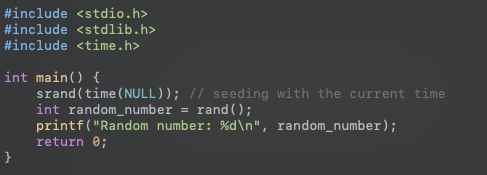 #include <stdio.h>
#include <stdlib.h>
#include <time.h>

int main() {
    srand(time(NULL)); // seeding with the current time
    int random_number = rand();
    printf("Random number: %d\n", random_number);
    return 0;
}